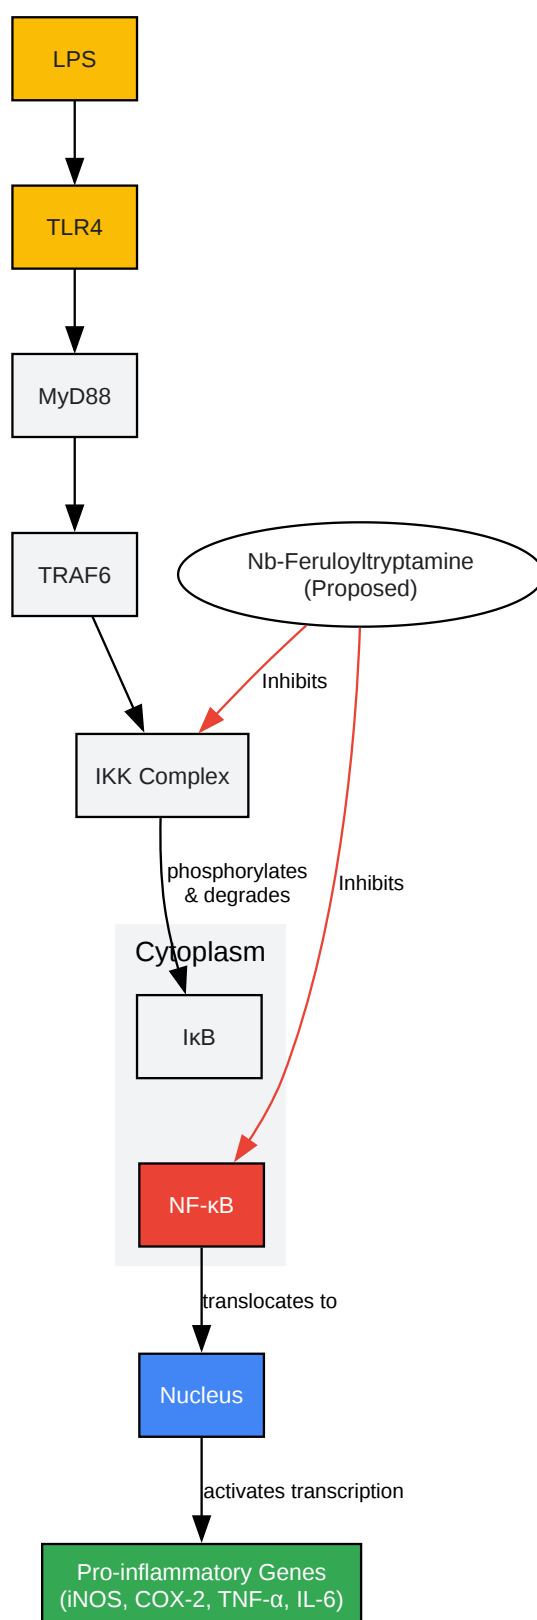 LPS
TLR4
MyD88
TRAF6
Nb-Feruloyltryptamine
(Proposed)
Inhibits
IKK Complex
phosphorylates
& degrades
Inhibits
Cytoplasm
IκB
NF-κB
translocates to
Nucleus
activates transcription
Pro-inflammatory Genes
(iNOS, COX-2, TNF-α, IL-6)